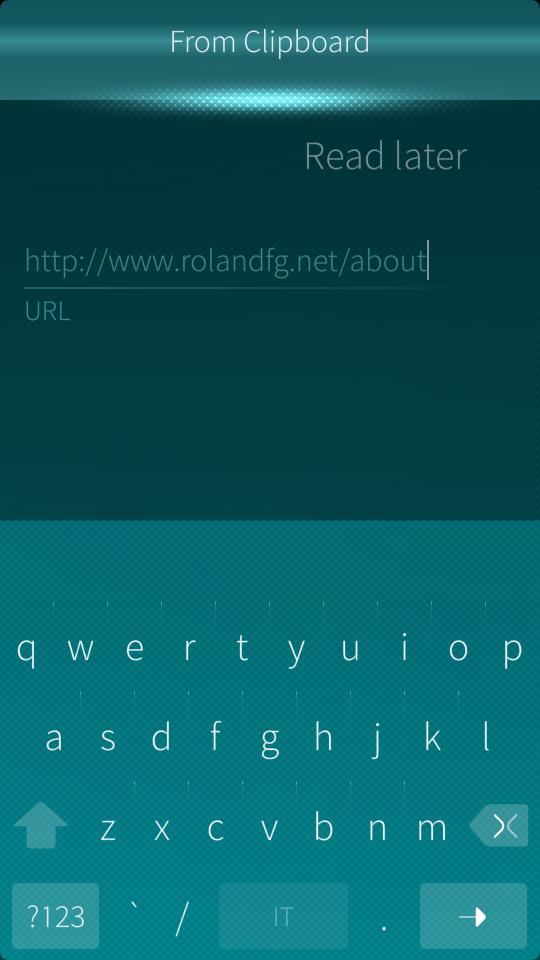 From Clipboard
Read later
http://www.rolandfg.net/about
URL
q w e r t y u i o p
a s d f g h j k l
z x c v b n m
?123 ` / IT .